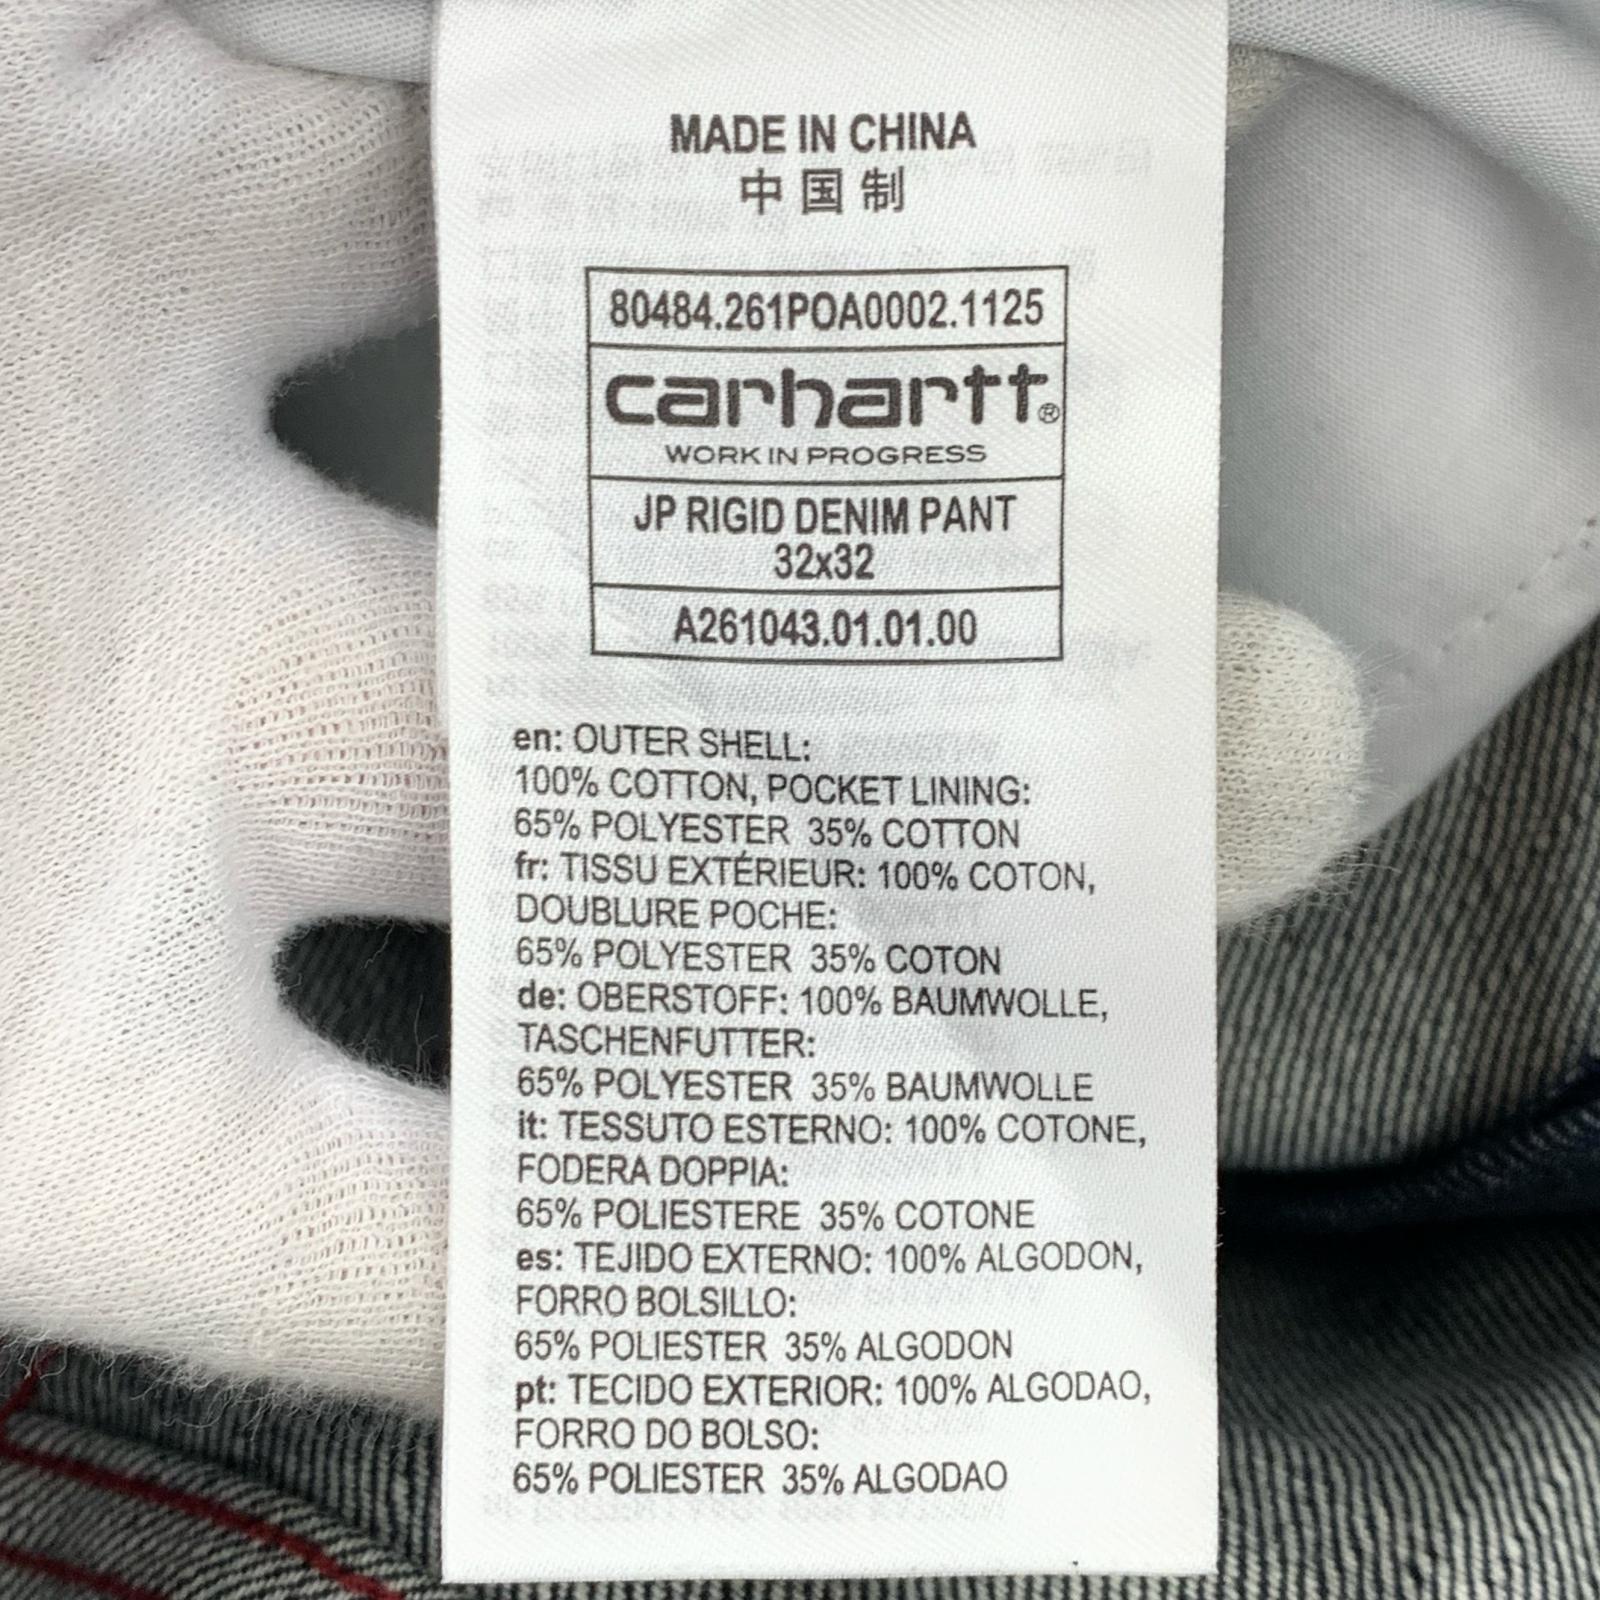 MADE IN CHINA
中国制
80484.261POA0002.1125
carhartt®
WORK IN PROGRESS
JP RIGID DENIM PANT
32x32
A261043.01.01.00
en: OUTER SHELL:
100% COTTON, POCKET LINING:
65% POLYESTER 35% COTTON
fr: TISSU EXTÉRIEUR: 100% COTON,
DOUBLURE POCHE:
65% POLYESTER 35% COTON
de: OBERSTOFF: 100% BAUMWOLLE,
TASCHENFUTTER:
65% POLYESTER 35% BAUMWOLLE
it: TESSUTO ESTERNO: 100% COTONE,
FODERA DOPPIA:
65% POLIESTERE 35% COTONE
es: TEJIDO EXTERNO: 100% ALGODON,
FORRO BOLSILLO:
65% POLIESTER 35% ALGODON
pt: TECIDO EXTERIOR: 100% ALGODAO,
FORRO DO BOLSO:
65% POLIESTER 35% ALGODAO